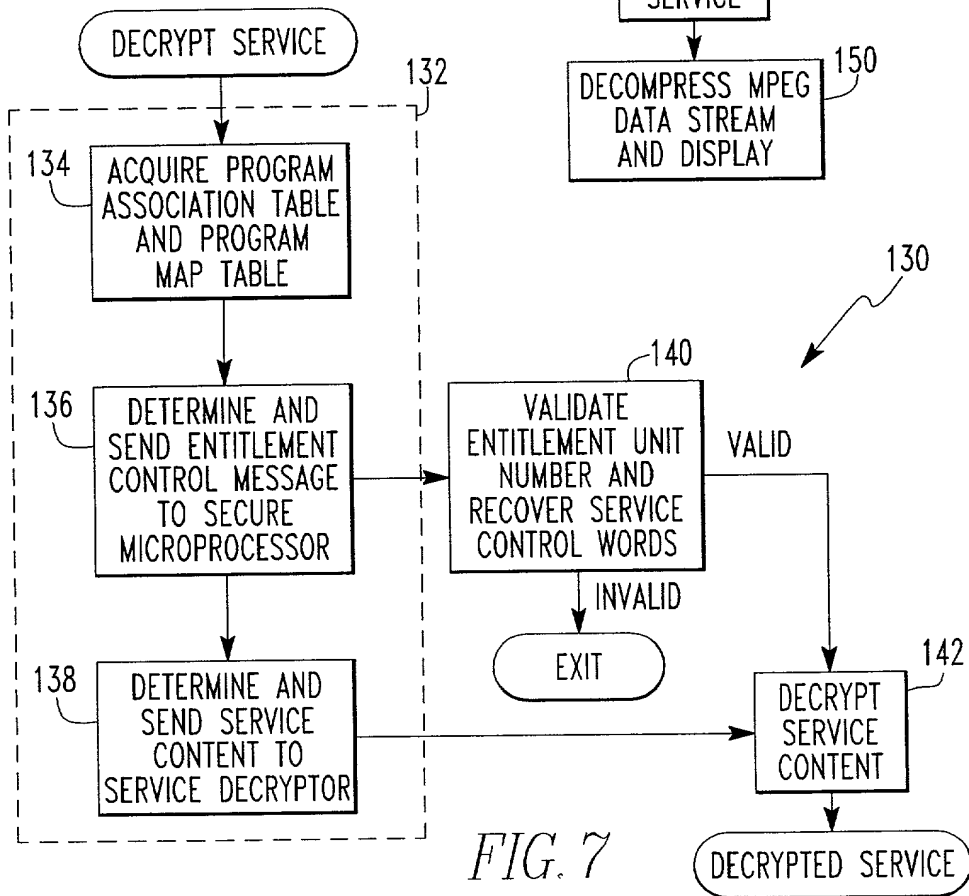 SERVICE
DECRYPT SERVICE
150
DECOMPRESS MPEG
DATA STREAM
AND DISPLAY
132
134
ACQUIRE PROGRAM
ASSOCIATION TABLE
AND PROGRAM
MAP TABLE
130
136
DETERMINE AND
SEND ENTITLEMENT
CONTROL MESSAGE
TO SECURE
MICROPROCESSOR
140
VALIDATE
ENTITLEMENT UNIT
NUMBER AND
RECOVER SERVICE
CONTROL WORDS
VALID
INVALID
EXIT
138
DETERMINE AND
SEND SERVICE
CONTENT TO
SERVICE DECRYPTOR
142
DECRYPT
SERVICE
CONTENT
DECRYPTED SERVICE
FIG. 7